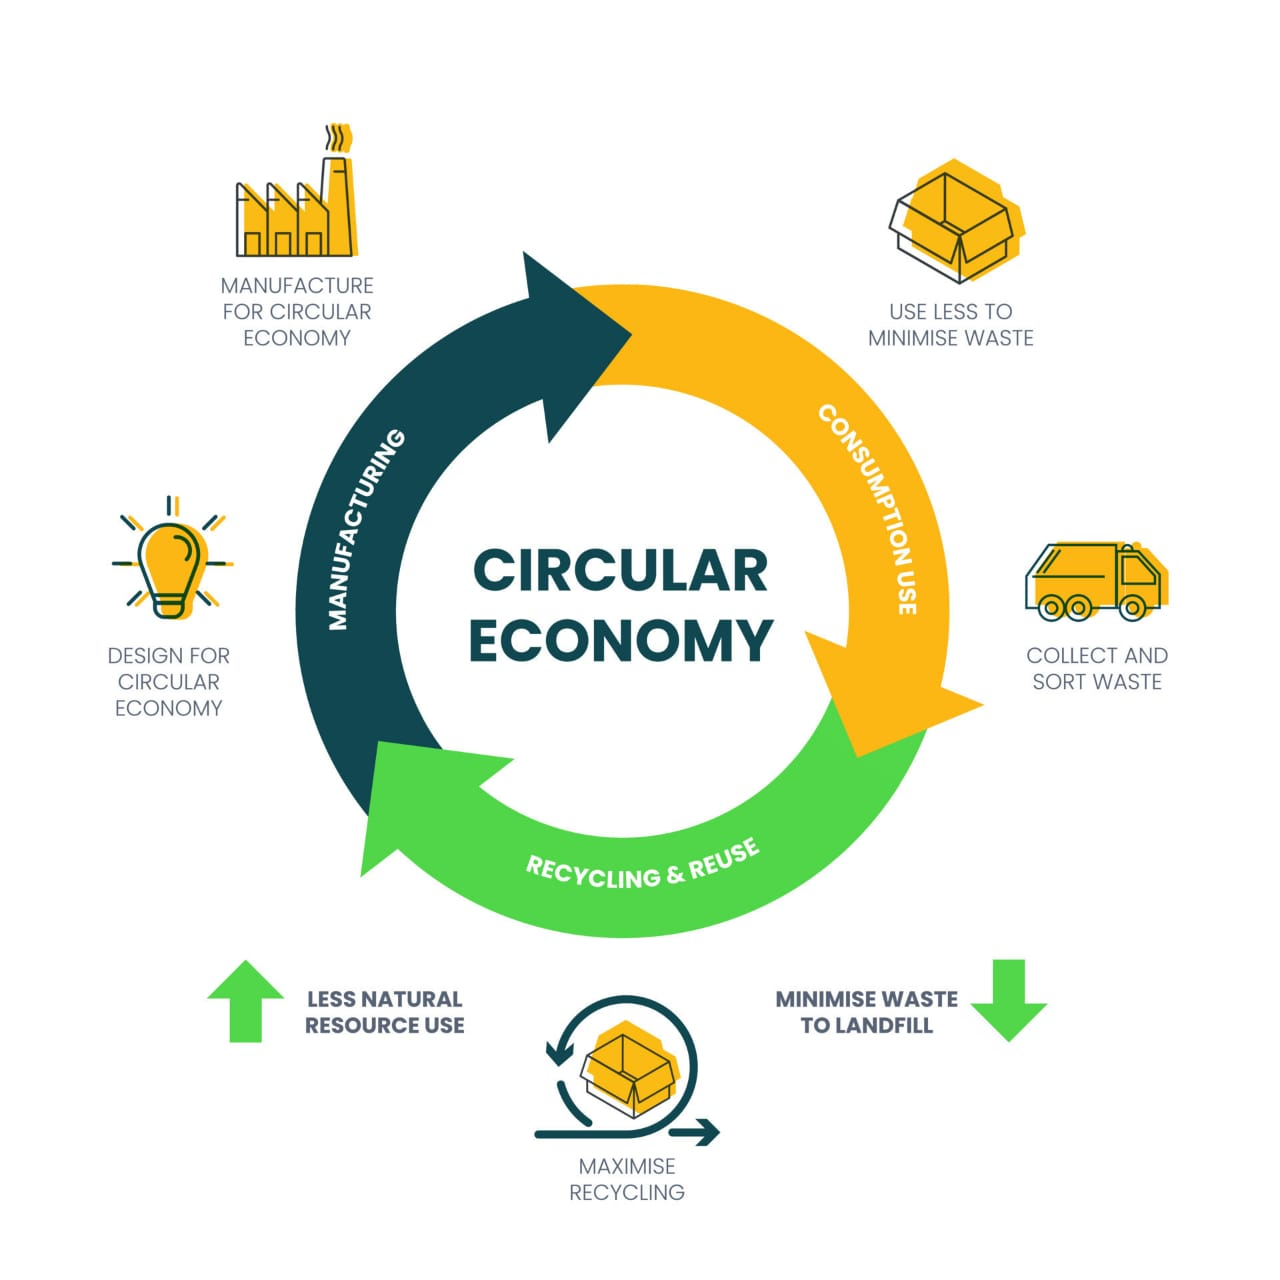 MANUFACTURE
FOR CIRCULAR
ECONOMY
USE LESS TO
MINIMISE WASTE
MANUFACTURING
CONSUMPTION USE
CIRCULAR
ECONOMY
DESIGN FOR
CIRCULAR
ECONOMY
COLLECT AND
SORT WASTE
RECYCLING & REUSE
LESS NATURAL
RESOURCE USE
MINIMISE WASTE
TO LANDFILL
MAXIMISE
RECYCLING